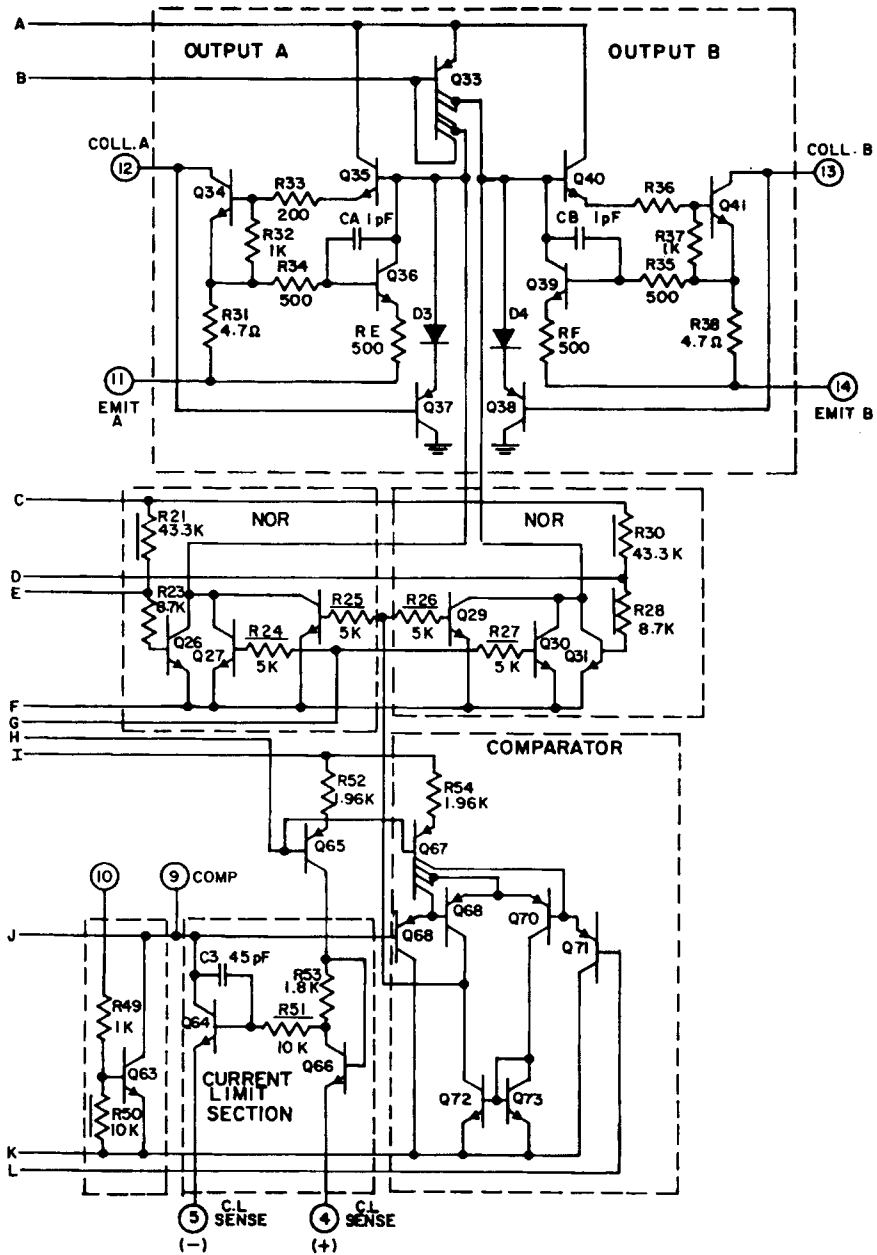 A
OUTPUT A
OUTPUT B
B
Q33
COLL. A
12
COLL. B
13
Q34
R33
200
Q35
Q40
R36
Q41
R32
1K
CA 1pF
CB 1pF
R37
1K
R34
500
Q36
Q39
R35
500
R31
4.7Ω
RE
500
D3
D4
RF
500
R38
4.7Ω
11
EMIT
A
Q37
Q38
14
EMIT B
C
R21
43.3K
NOR
NOR
R30
43.3K
D
E
R23
8.7K
R25
5K
R26
5K
Q29
R28
8.7K
Q26
Q27
R24
5K
R27
5K
Q30
Q31
F
G
H
I
COMPARATOR
R52
1.96K
R54
1.96K
Q65
Q67
10
9
COMP
Q68
Q68
Q70
Q71
J
C3 45pF
R53
1.8K
R49
1K
Q64
R51
10K
Q66
Q63
CURRENT
LIMIT
SECTION
R50
10K
Q72
Q73
K
L
5
C.L
SENSE
(-)
4
C.L
SENSE
(+)